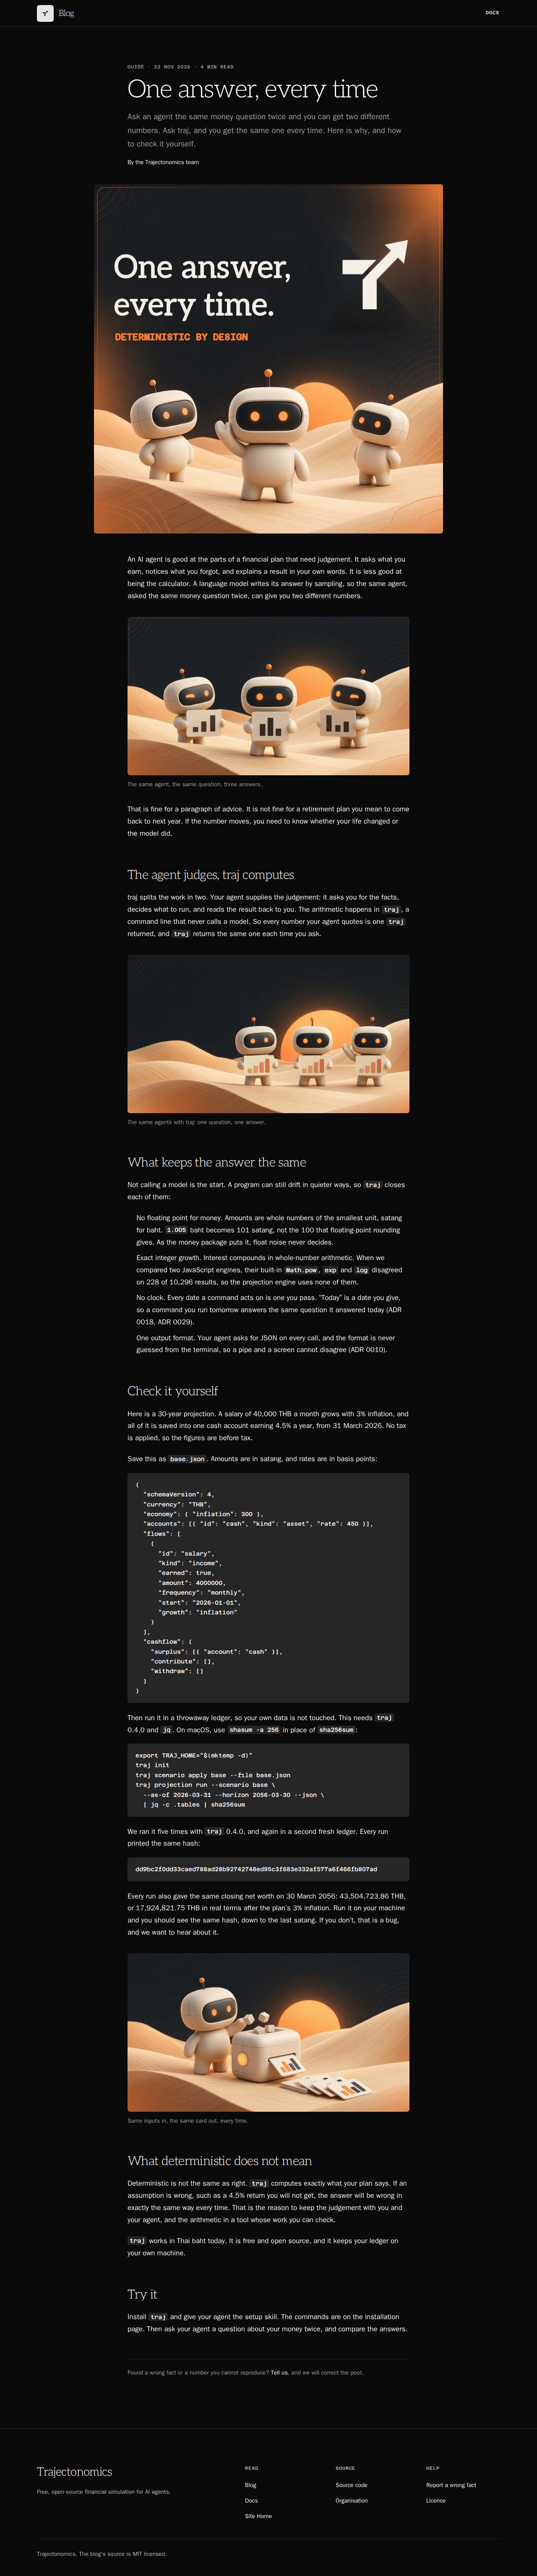 Blog
DOCS
GUIDE · 22 NOV 2026 · 4 MIN READ
One answer, every time
Ask an agent the same money question twice and you can get two different
numbers. Ask traj, and you get the same one every time. Here is why, and how
to check it yourself.
By the Trajectonomics team
One answer,
every time.
DETERMINISTIC BY DESIGN
An AI agent is good at the parts of a financial plan that need judgement. It asks what you
earn, notices what you forgot, and explains a result in your own words. It is less good at
being the calculator. A language model writes its answer by sampling, so the same agent,
asked the same money question twice, can give you two different numbers.
The same agent, the same question, three answers.
That is fine for a paragraph of advice. It is not fine for a retirement plan you mean to come
back to next year. If the number moves, you need to know whether your life changed or
the model did.
The agent judges, traj computes
traj splits the work in two. Your agent supplies the judgement: it asks you for the facts,
decides what to run, and reads the result back to you. The arithmetic happens in traj, a
command line that never calls a model. So every number your agent quotes is one traj
returned, and traj returns the same one each time you ask.
The same agents with traj: one question, one answer.
What keeps the answer the same
Not calling a model is the start. A program can still drift in quieter ways, so traj closes
each of them:
No floating point for money. Amounts are whole numbers of the smallest unit, satang
for baht. 1.005 baht becomes 101 satang, not the 100 that floating-point rounding
gives. As the money package puts it, float noise never decides.
Exact integer growth. Interest compounds in whole-number arithmetic. When we
compared two JavaScript engines, their built-in Math.pow, exp and log disagreed
on 228 of 10,296 results, so the projection engine uses none of them.
No clock. Every date a command acts on is one you pass. "Today" is a date you give,
so a command you run tomorrow answers the same question it answered today (ADR
0018, ADR 0029).
One output format. Your agent asks for JSON on every call, and the format is never
guessed from the terminal, so a pipe and a screen cannot disagree (ADR 0010).
Check it yourself
Here is a 30-year projection. A salary of 40,000 THB a month grows with 3% inflation, and
all of it is saved into one cash account earning 4.5% a year, from 31 March 2026. No tax
is applied, so the figures are before tax.
Save this as base.json. Amounts are in satang, and rates are in basis points:
{
"schemaVersion": 4,
"currency": "THB",
"economy": { "inflation": 300 },
"accounts": [{ "id": "cash", "kind": "asset", "rate": 450 }],
"flows": [
{
"id": "salary",
"kind": "income",
"earned": true,
"amount": 4000000,
"frequency": "monthly",
"start": "2026-01-01",
"growth": "inflation"
}
],
"cashflow": {
"surplus": [{ "account": "cash" }],
"contribute": [],
"withdraw": []
}
}
Then run it in a throwaway ledger, so your own data is not touched. This needs traj
0.4.0 and jq. On macOS, use shasum -a 256 in place of sha256sum:
export TRAJ_HOME="$(mktemp -d)"
traj init
traj scenario apply base --file base.json
traj projection run --scenario base \
--as-of 2026-03-31 --horizon 2056-03-30 --json \
| jq -c .tables | sha256sum
We ran it five times with traj 0.4.0, and again in a second fresh ledger. Every run
printed the same hash:
dd9bc2f0dd33caed788ad28b92742748ed95c3f683e332af577a6f466fb807ad
Every run also gave the same closing net worth on 30 March 2056: 43,504,723.86 THB,
or 17,924,821.75 THB in real terms after the plan's 3% inflation. Run it on your machine
and you should see the same hash, down to the last satang. If you don't, that is a bug,
and we want to hear about it.
Same inputs in, the same card out, every time.
What deterministic does not mean
Deterministic is not the same as right. traj computes exactly what your plan says. If an
assumption is wrong, such as a 4.5% return you will not get, the answer will be wrong in
exactly the same way every time. That is the reason to keep the judgement with you and
your agent, and the arithmetic in a tool whose work you can check.
traj works in Thai baht today. It is free and open source, and it keeps your ledger on
your own machine.
Try it
Install traj and give your agent the setup skill. The commands are on the installation
page. Then ask your agent a question about your money twice, and compare the answers.
Found a wrong fact or a number you cannot reproduce? Tell us, and we will correct the post.
Trajectonomics
Free, open-source financial simulation for AI agents.
READ
Blog
Docs
Site Home
SOURCE
Source code
Organisation
HELP
Report a wrong fact
Licence
Trajectonomics. The blog's source is MIT licensed.